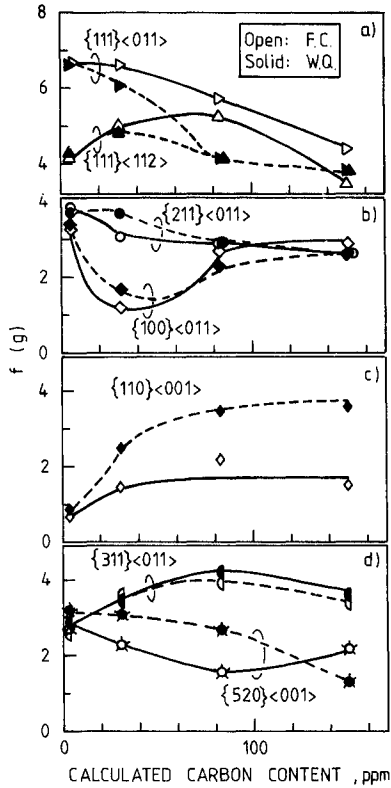 8
6
4
a)
{111}<011>
{111}<112>
Open: F.C.
Solid: W.Q.
4
2
0
b)
{211}<011>
{100}<011>
4
2
0
c)
{110}<001>
4
2
0
d)
{311}<011>
{520}<001>
0
100
f (g)
CALCULATED CARBON CONTENT , ppm